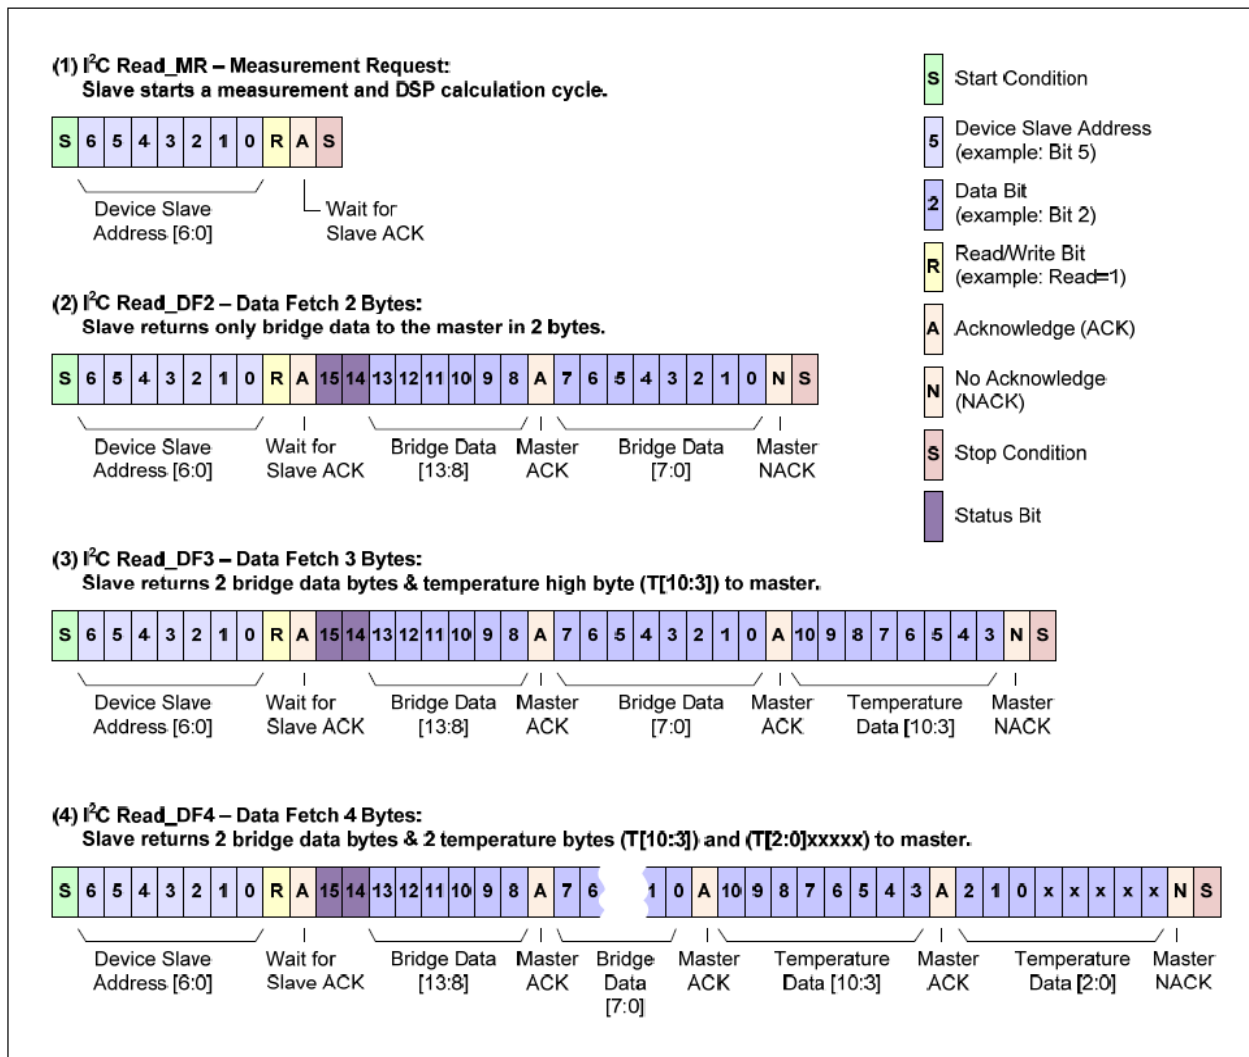 (1) I²C Read_MR – Measurement Request:
Slave starts a measurement and DSP calculation cycle.
S 6 5 4 3 2 1 0 R A S
Device Slave Address [6:0]
Wait for Slave ACK
(2) I²C Read_DF2 – Data Fetch 2 Bytes:
Slave returns only bridge data to the master in 2 bytes.
S 6 5 4 3 2 1 0 R A 15 14 13 12 11 10 9 8 A 7 6 5 4 3 2 1 0 N S
Device Slave Address [6:0]
Wait for Slave ACK
Bridge Data [13:8]
Master ACK
Bridge Data [7:0]
Master NACK
(3) I²C Read_DF3 – Data Fetch 3 Bytes:
Slave returns 2 bridge data bytes & temperature high byte (T[10:3]) to master.
S 6 5 4 3 2 1 0 R A 15 14 13 12 11 10 9 8 A 7 6 5 4 3 2 1 0 A 10 9 8 7 6 5 4 3 N S
Device Slave Address [6:0]
Wait for Slave ACK
Bridge Data [13:8]
Master ACK
Bridge Data [7:0]
Master ACK
Temperature Data [10:3]
Master NACK
(4) I²C Read_DF4 – Data Fetch 4 Bytes:
Slave returns 2 bridge data bytes & 2 temperature bytes (T[10:3]) and (T[2:0]xxxxx) to master.
S 6 5 4 3 2 1 0 R A 15 14 13 12 11 10 9 8 A 7 6 1 0 A 10 9 8 7 6 5 4 3 A 2 1 0 x x x x x N S
Device Slave Address [6:0]
Wait for Slave ACK
Bridge Data [13:8]
Master ACK
Bridge Data [7:0]
Master ACK
Temperature Data [10:3]
Master ACK
Temperature Data [2:0]
Master NACK
S Start Condition
5 Device Slave Address
(example: Bit 5)
2 Data Bit
(example: Bit 2)
R Read/Write Bit
(example: Read=1)
A Acknowledge (ACK)
N No Acknowledge
(NACK)
S Stop Condition
Status Bit